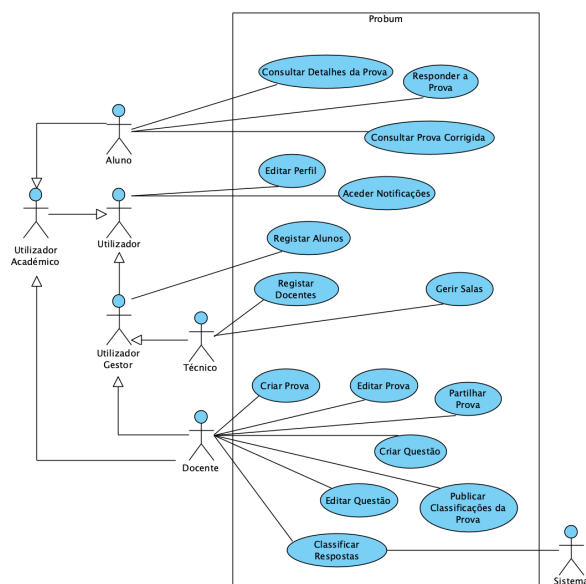 Probum
Consultar Detalhes da Prova
Responder a
Prova
Consultar Prova Corrigida
Aluno
Editar Perfil
Aceder Notificações
Utilizador
Académico
Utilizador
Registar Alunos
Registar
Docentes
Gerir Salas
Utilizador
Gestor
Técnico
Criar Prova
Editar Prova
Partilhar
Prova
Criar Questão
Docente
Editar Questão
Publicar
Classificações da
Prova
Classificar
Respostas
Sistema